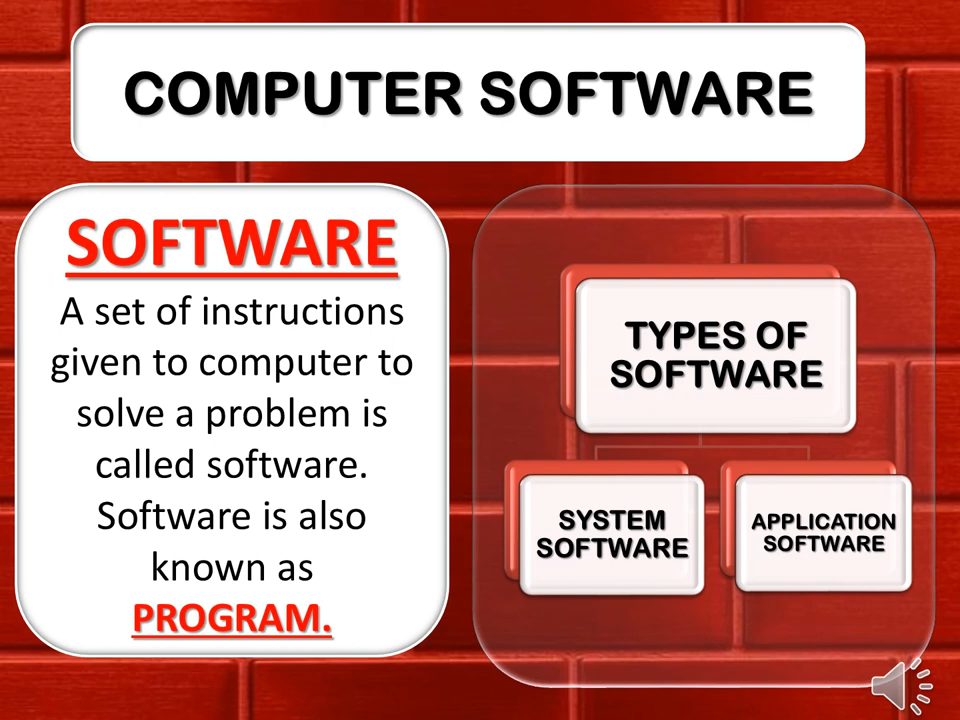 COMPUTER SOFTWARE
SOFTWARE
A set of instructions
given to computer to
solve a problem is
called software.
Software is also
known as
PROGRAM.
TYPES OF
SOFTWARE
SYSTEM
SOFTWARE
APPLICATION
SOFTWARE